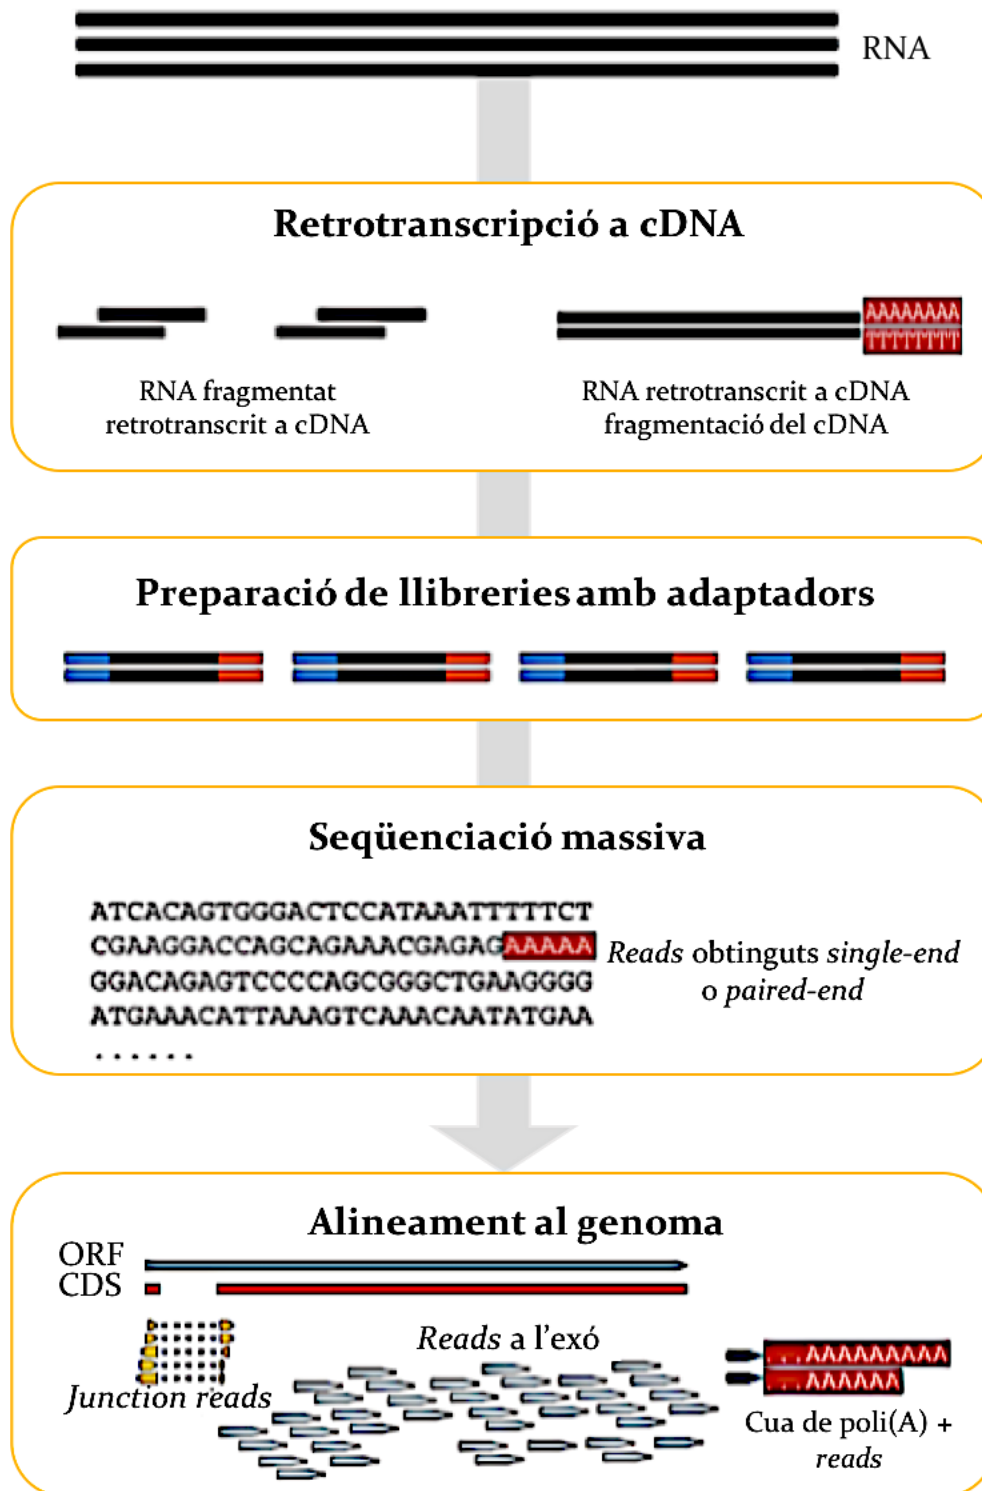 RNA
Retrotranscripció a cDNA
AAAAAAAA
TTTTTTTT
RNA fragmentat
retrotranscrit a cDNA
RNA retrotranscrit a cDNA
fragmentació del cDNA
Preparació de llibreries amb adaptadors
Seqüenciació massiva
ATCACAGTGGGACTCCATAAATTTTTCT
CGAAGGACCAGCAGAAACGAGAGAAAAA
GGACAGAGTCCCCAGCGGGCTGAAGGGG
ATGAAACATTAAAGTCAAACAATATGAA
......
Reads obtinguts single-end
o paired-end
Alineament al genoma
ORF
CDS
Reads a l'exó
Junction reads
...AAAAAAAAA
...AAAAAA
Cua de poli(A) +
reads